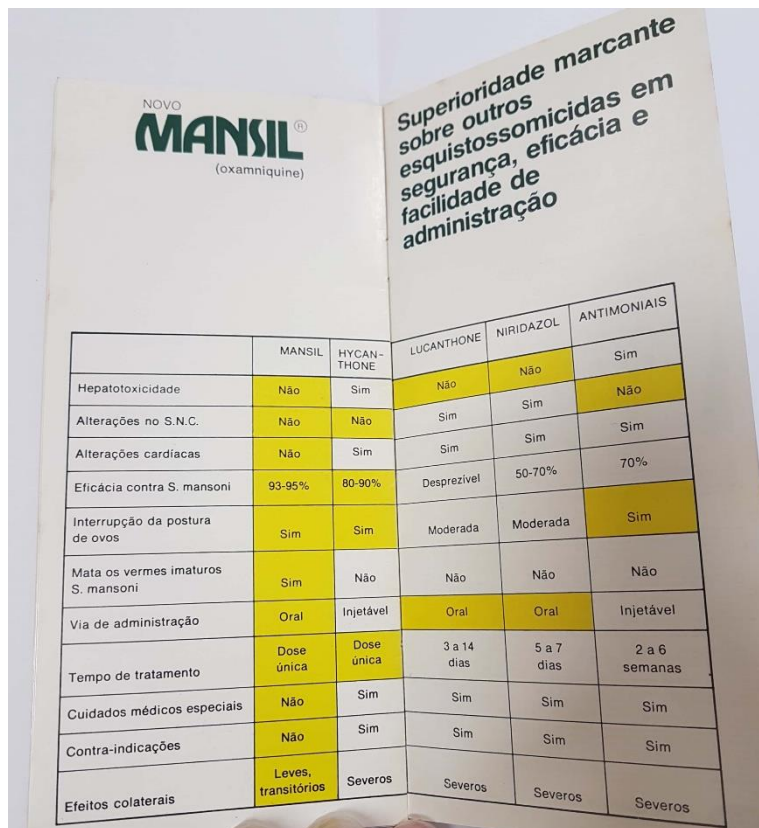 NOVO
MANSIL®
(oxamniquine)
Superioridade marcante
sobre outros
esquistossomicidas em
segurança, eficácia e
facilidade de
administração
MANSIL HYCAN-THONE LUCANTHONE NIRIDAZOL ANTIMONIAIS
Hepatotoxicidade Não Sim Não Não Sim
Alterações no S.N.C. Não Não Sim Sim Não
Alterações cardíacas Não Sim Sim Sim Sim
Eficácia contra S. mansoni 93-95% 80-90% Desprezível 50-70% 70%
Interrupção da postura
de ovos Sim Sim Moderada Moderada Sim
Mata os vermes imaturos
S. mansoni Sim Não Não Não Não
Via de administração Oral Injetável Oral Oral Injetável
Dose Dose 3 a 14 5 a 7 2 a 6
Tempo de tratamento única única dias dias semanas
Cuidados médicos especiais Não Sim Sim Sim Sim
Contra-indicações Não Sim Sim Sim Sim
Leves,
Efeitos colaterais transitórios Severos Severos Severos Severos